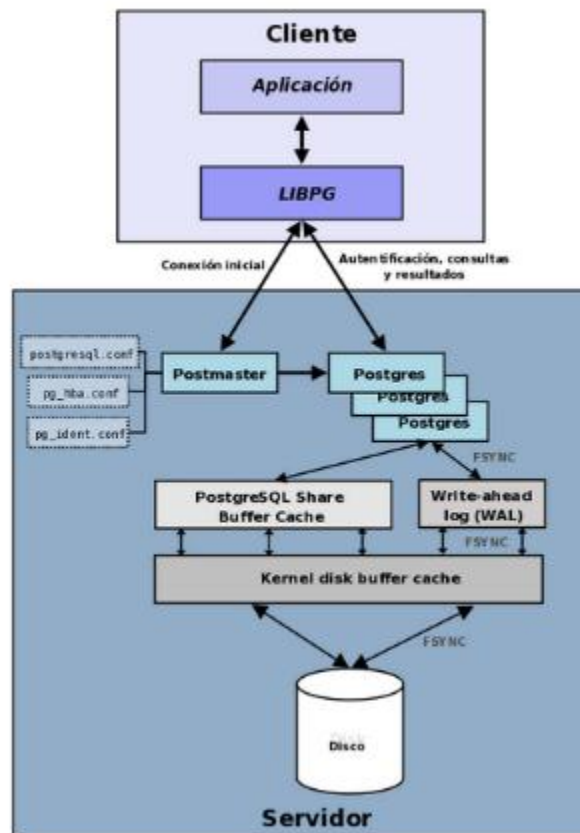 Cliente
Aplicación
LIBPG
Conexión inicial
Autentificación, consultas
y resultados
postgresql.conf
pg_hba.conf
pg_ident.conf
Postmaster
Postgres
Postgres
Postgres
FSYNC
PostgreSQL Share
Buffer Cache
Write-ahead
log (WAL)
FSYNC
Kernel disk buffer cache
FSYNC
Disco
Servidor